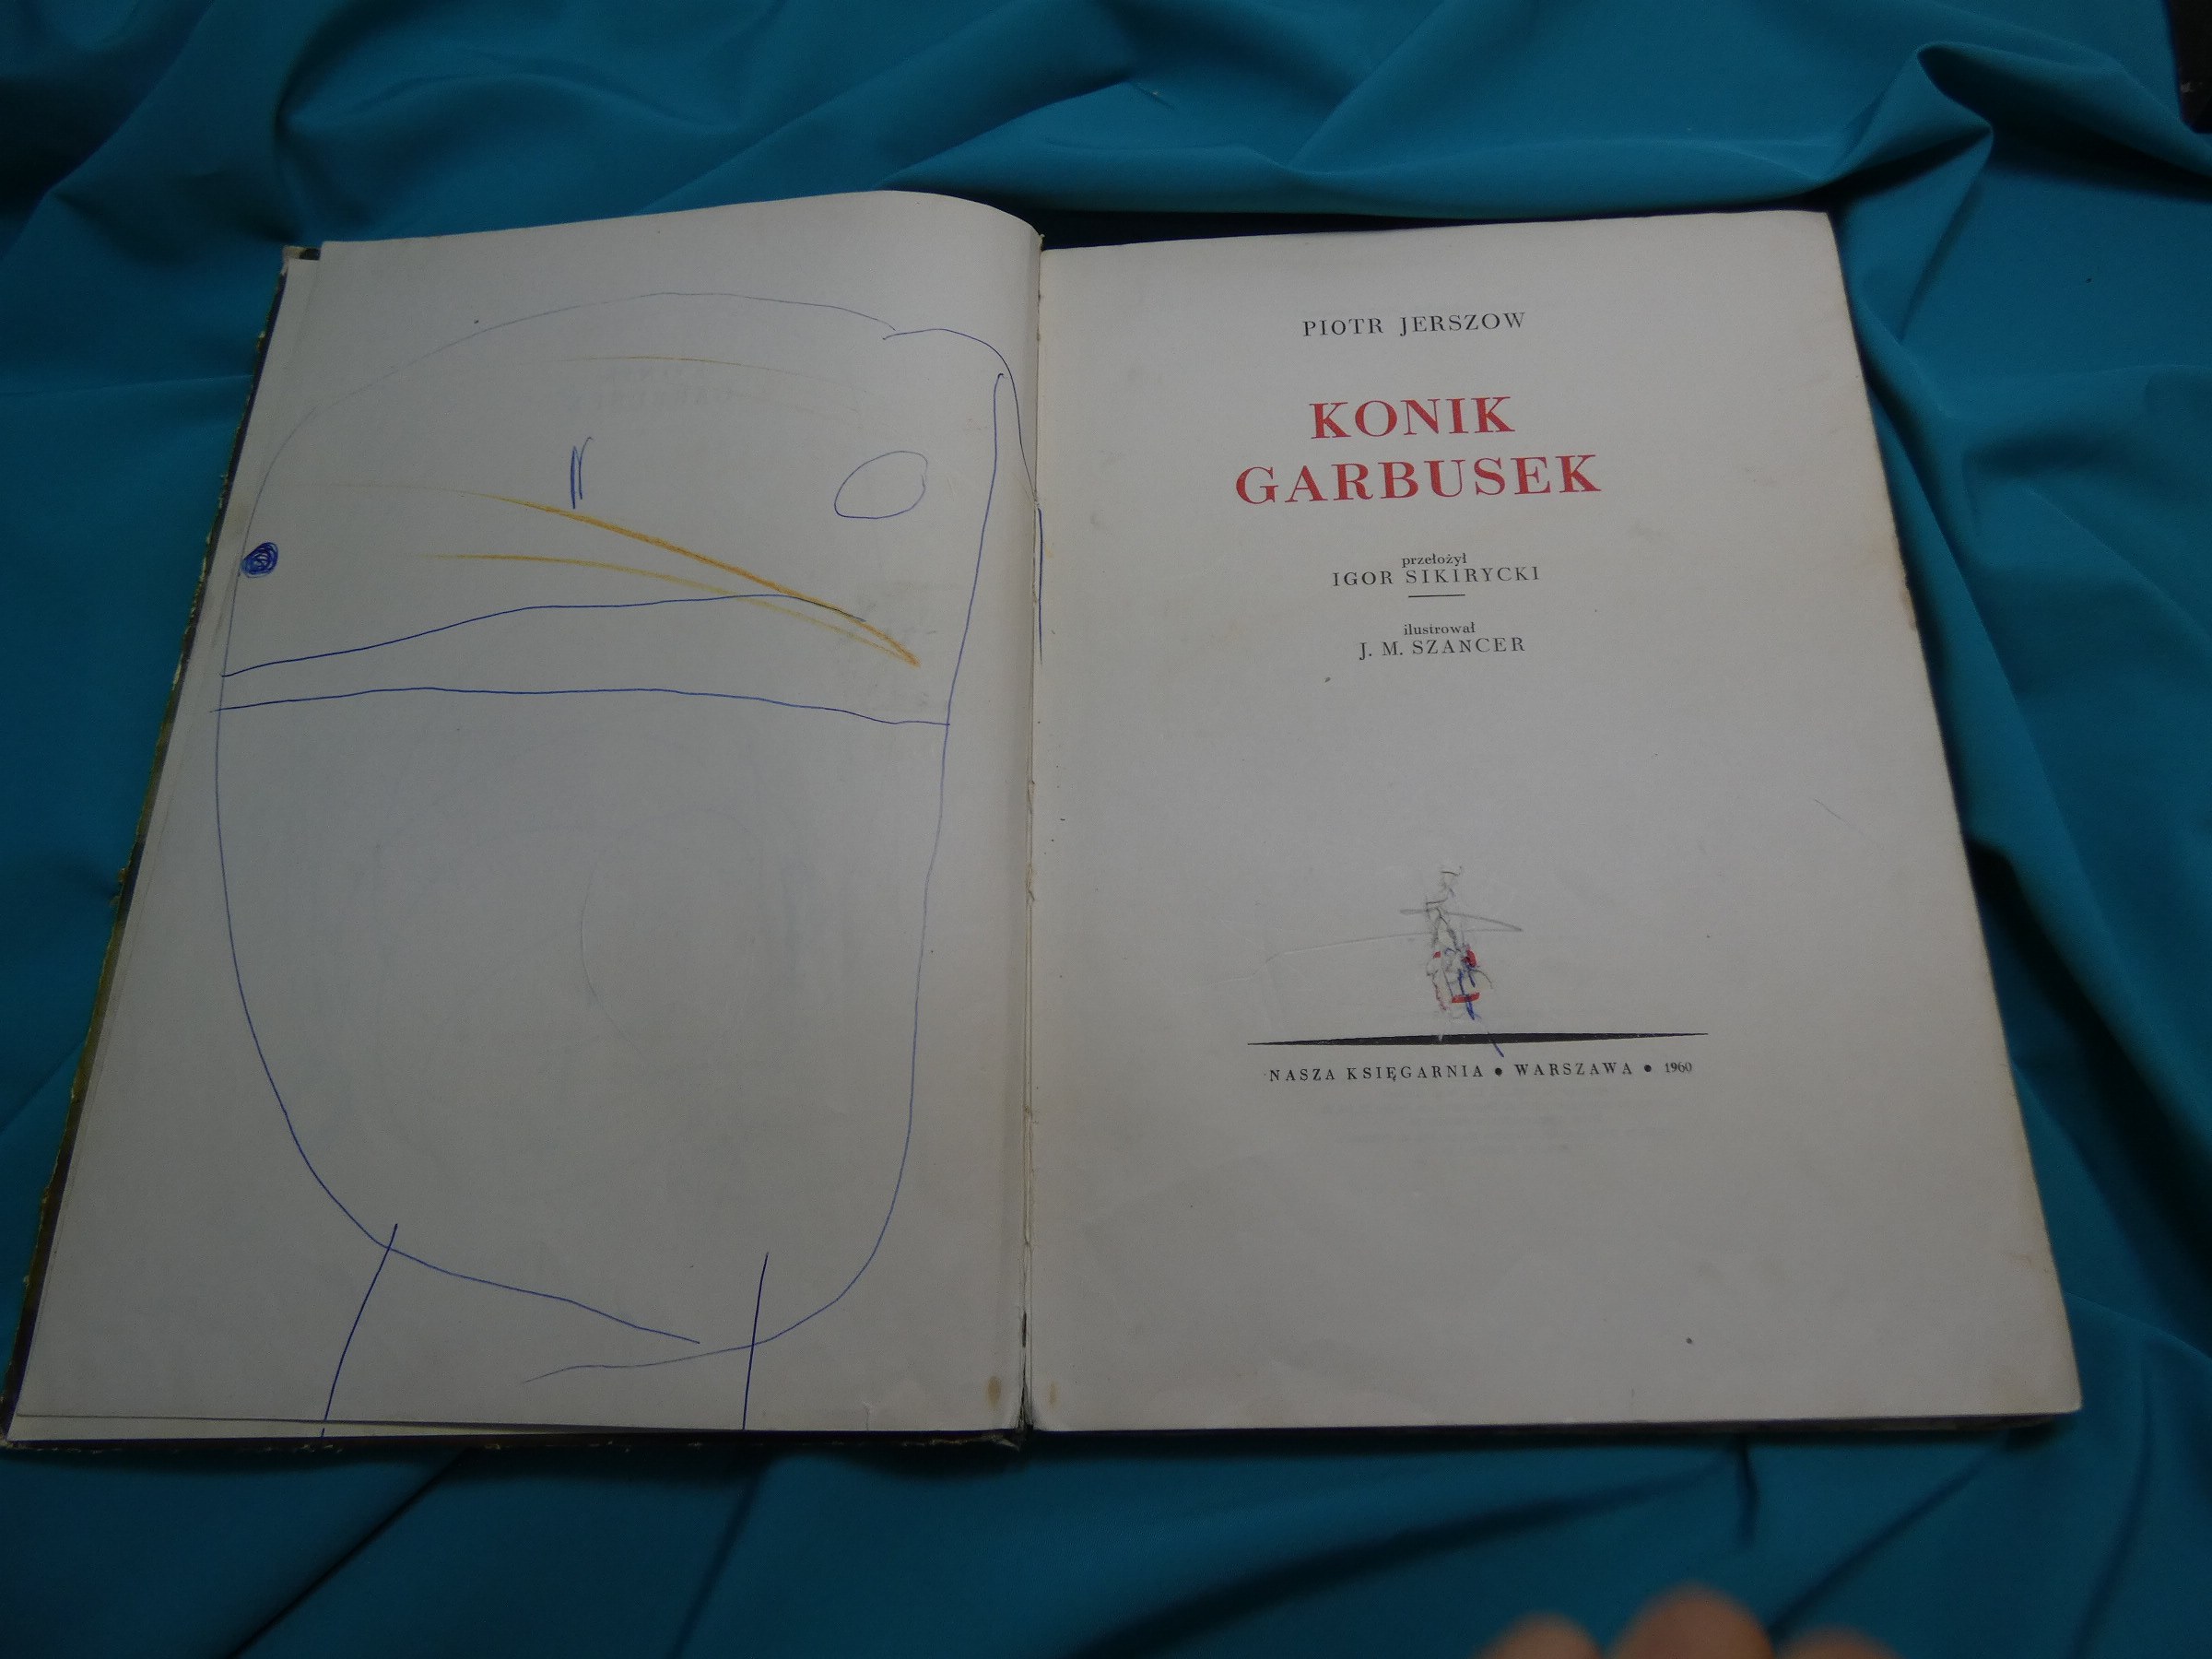 PIOTR JERSZOW
KONIK
GARBUSEK
przełożył
IGOR SIKIRYCKI
ilustrował
J. M. SZANCER
NASZA KSIĘGARNIA • WARSZAWA • 1960